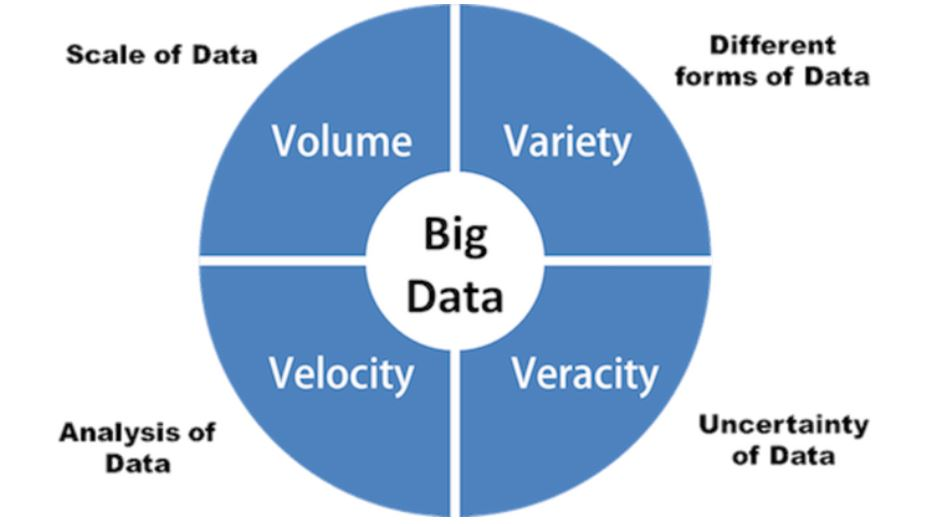 Scale of Data
Different
forms of Data
Volume
Variety
Big
Data
Velocity
Veracity
Analysis of
Data
Uncertainty
of Data